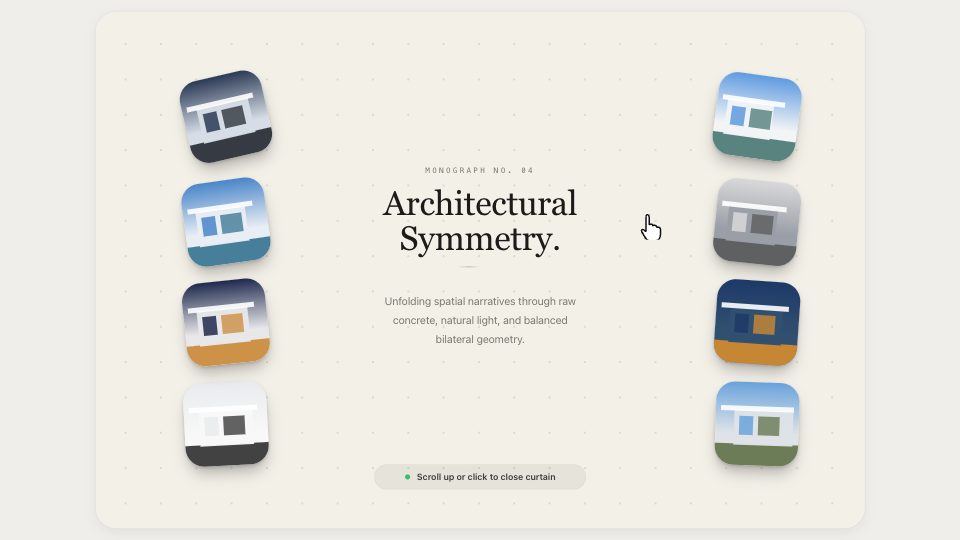 MONOGRAPH NO. 04
Architectural
Symmetry.
Unfolding spatial narratives through raw
concrete, natural light, and balanced
bilateral geometry.
Scroll up or click to close curtain